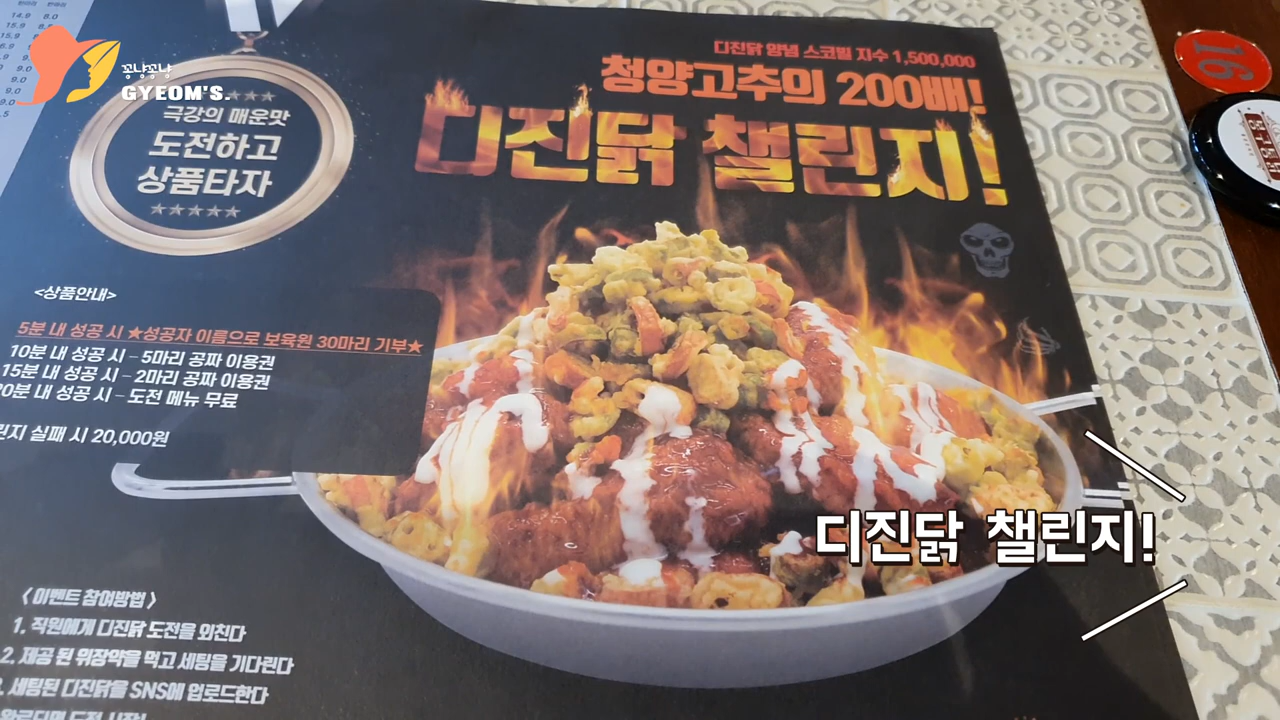 꽁냥꽁냥
GYEOM'S.
극강의 매운맛
도전하고
상품타자
디진닭 양념 스코빌 지수 1,500,000
청양고추의 200배!
디진닭 챌린지!
<상품안내>
5분 내 성공 시 ★성공자 이름으로 보육원 30마리 기부★
10분 내 성공 시 - 5마리 공짜 이용권
15분 내 성공 시 - 2마리 공짜 이용권
0분 내 성공 시 - 도전 메뉴 무료
린지 실패 시 20,000원
디진닭 챌린지!
< 이벤트 참여방법 >
1. 직원에게 디진닭 도전을 외친다
2. 제공 된 위장약을 먹고 세팅을 기다린다
. 세팅된 디진닭을 SNS에 업로드한다
16
14.9 8.0